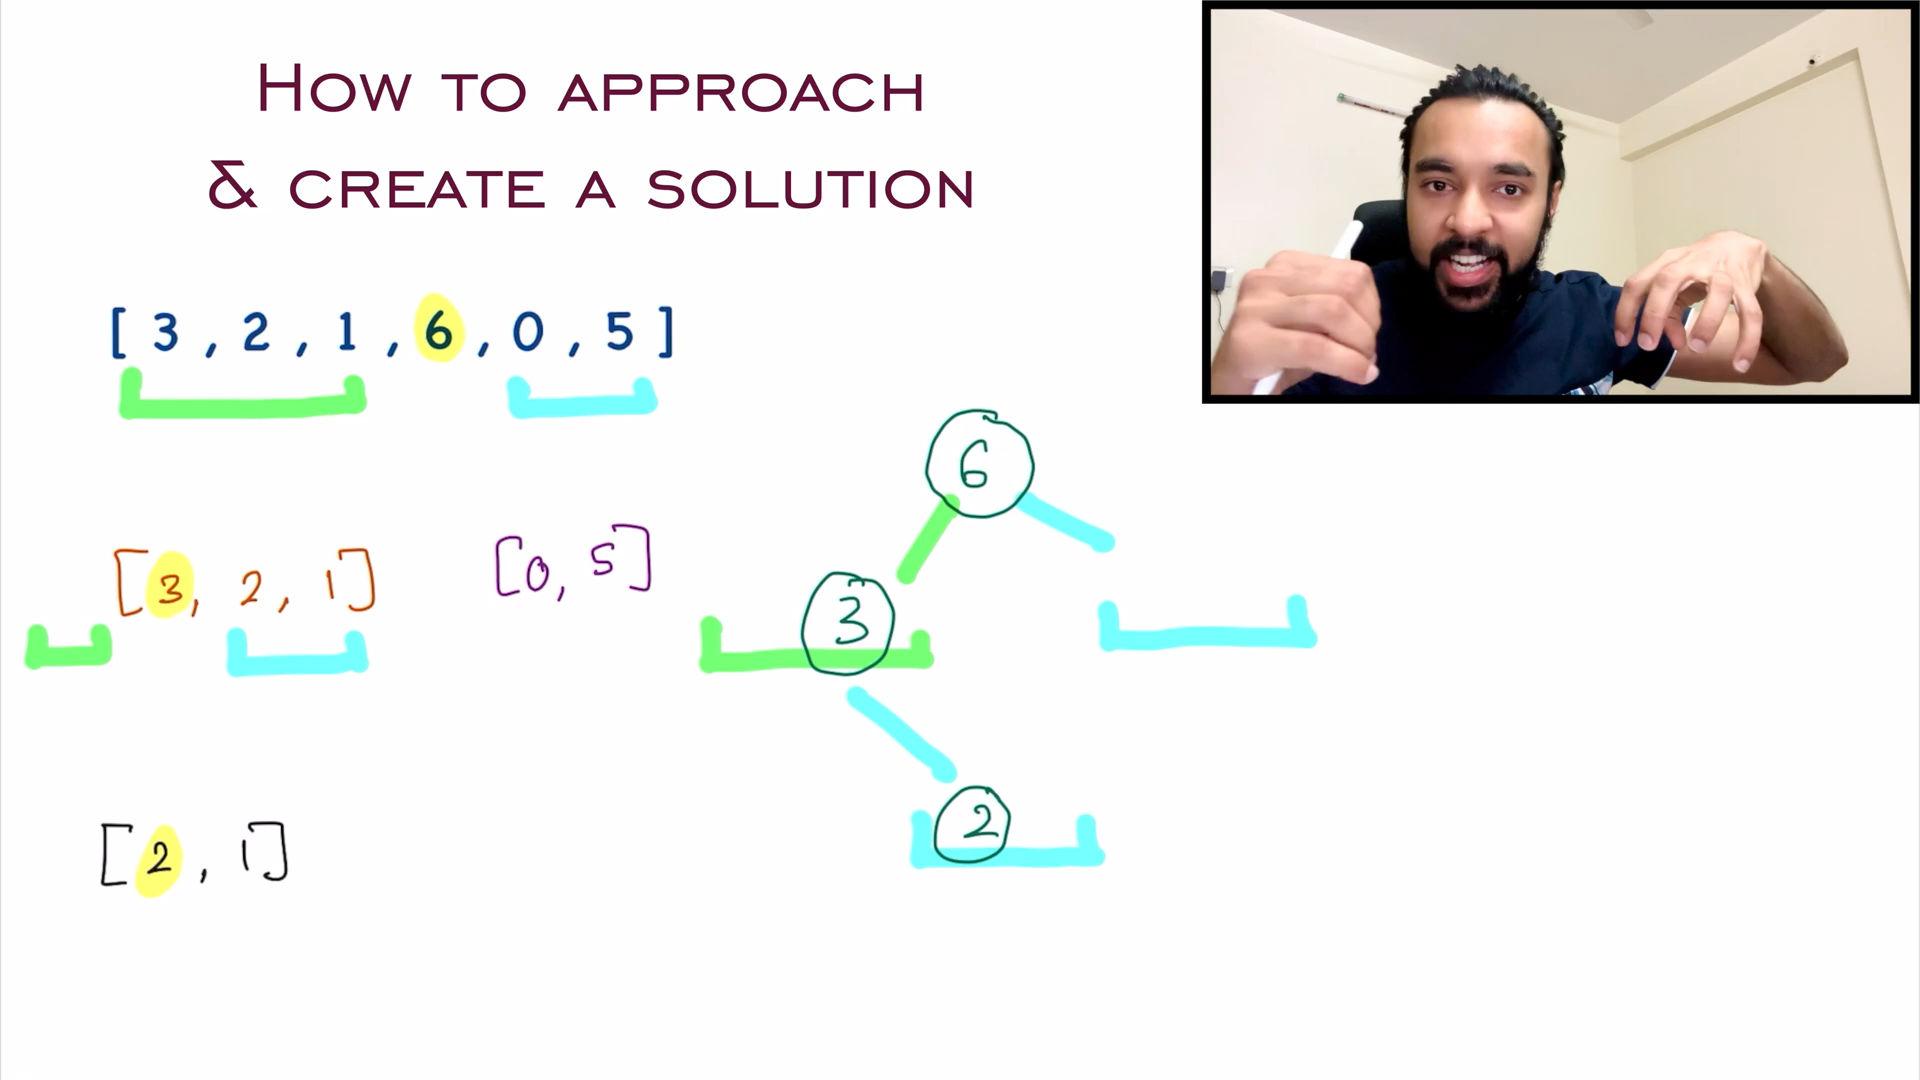 HOW TO APPROACH
& CREATE A SOLUTION
[ 3 , 2 , 1 , 6 , 0 , 5 ]
6
[3, 2, 1]
[0, 5]
3
2
[2, 1]